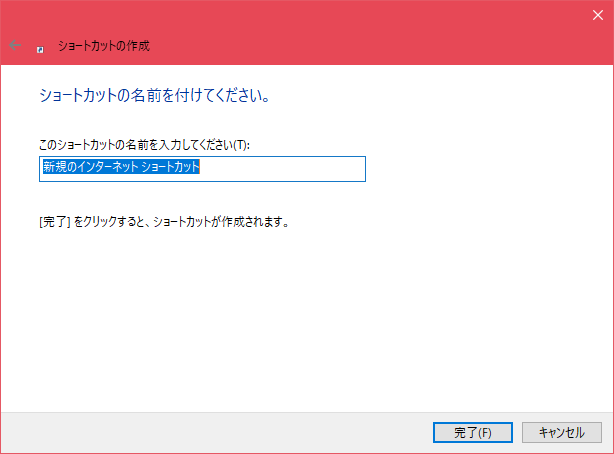 ショートカットの作成
ショートカットの名前を付けてください。
このショートカットの名前を入力してください(T):
新規のインターネット ショートカット
[完了] をクリックすると、ショートカットが作成されます。
完了(F)
キャンセル